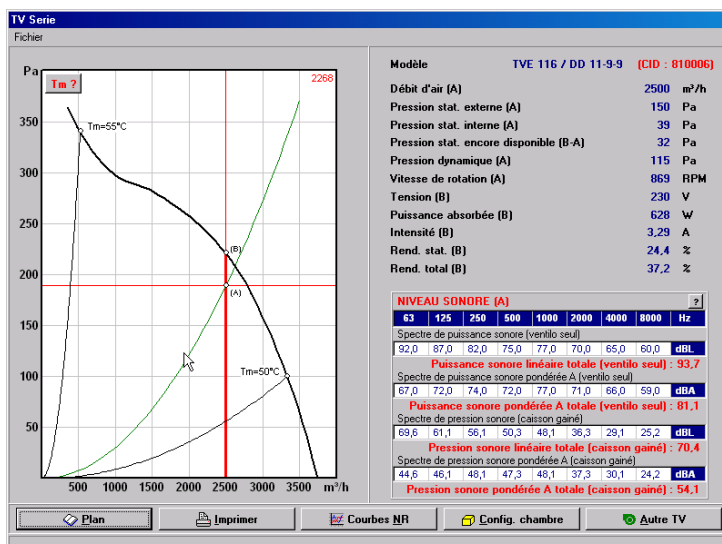 TV Serie
Fichier
Pa
Tm ?
2268
Tm=55°C
350
300
250
200
150
100
50
(B)
(A)
Tm=50°C
500 1000 1500 2000 2500 3000 3500 m³/h
Modèle TVE 116 / DD 11-9-9 (CID : 810006)
Débit d'air (A) 2500 m³/h
Pression stat. externe (A) 150 Pa
Pression stat. interne (A) 39 Pa
Pression stat. encore disponible (B-A) 32 Pa
Pression dynamique (A) 115 Pa
Vitesse de rotation (A) 869 RPM
Tension (B) 230 V
Puissance absorbée (B) 628 W
Intensité (B) 3,29 A
Rend. stat. (B) 24,4 %
Rend. total (B) 37,2 %
NIVEAU SONORE (A) ?
63 125 250 500 1000 2000 4000 8000 Hz
Spectre de puissance sonore (ventilo seul)
92,0 87,0 82,0 75,0 77,0 70,0 65,0 60,0 dBL
Puissance sonore linéaire totale (ventilo seul) : 93,7
Spectre de puissance sonore pondérée A (ventilo seul)
67,0 72,0 74,0 72,0 77,0 71,0 66,0 59,0 dBA
Puissance sonore pondérée A totale (ventilo seul) : 81,1
Spectre de pression sonore (caisson gainé)
69,6 61,1 56,1 50,3 48,1 36,3 29,1 25,2 dBL
Pression sonore linéaire totale (caisson gainé) : 70,4
Spectre de pression sonore pondérée A (caisson gainé)
44,6 46,1 48,1 47,3 48,1 37,3 30,1 24,2 dBA
Pression sonore pondérée A totale (caisson gainé) : 54,1
Plan Imprimer Courbes NR Config. chambre Autre TV